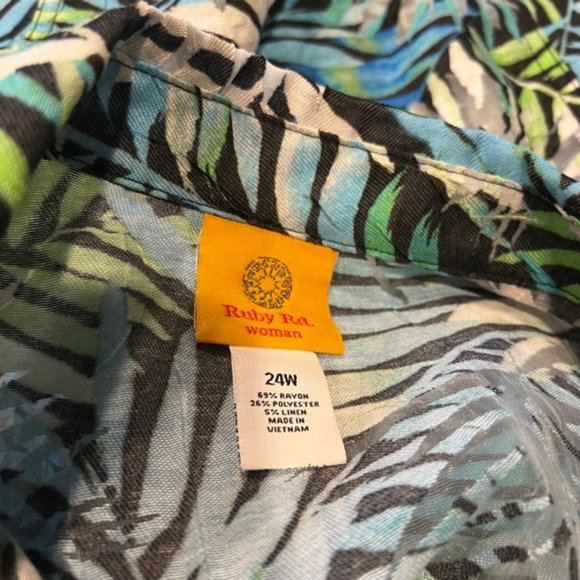 Ruby Rd.
woman
24W
69% RAYON
26% POLYESTER
5% LINEN
MADE IN
VIETNAM